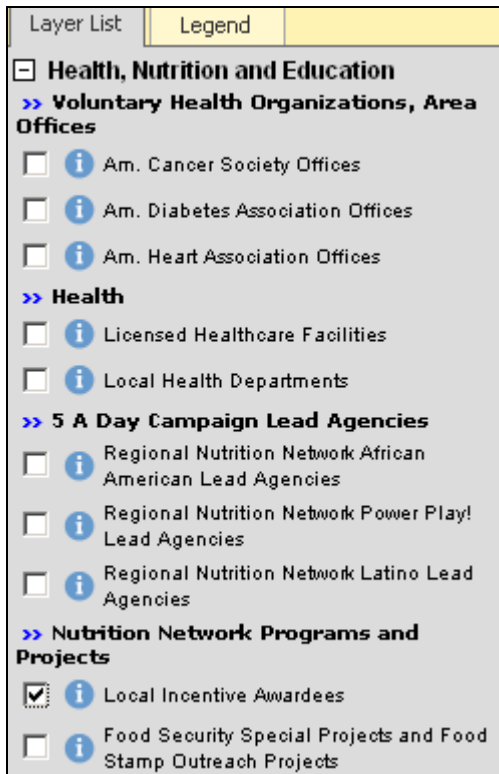 Layer List Legend
Health, Nutrition and Education
>> Voluntary Health Organizations, Area
Offices
Am. Cancer Society Offices
Am. Diabetes Association Offices
Am. Heart Association Offices
>> Health
Licensed Healthcare Facilities
Local Health Departments
>> 5 A Day Campaign Lead Agencies
Regional Nutrition Network African
American Lead Agencies
Regional Nutrition Network Power Play!
Lead Agencies
Regional Nutrition Network Latino Lead
Agencies
>> Nutrition Network Programs and
Projects
Local Incentive Awardees
Food Security Special Projects and Food
Stamp Outreach Projects